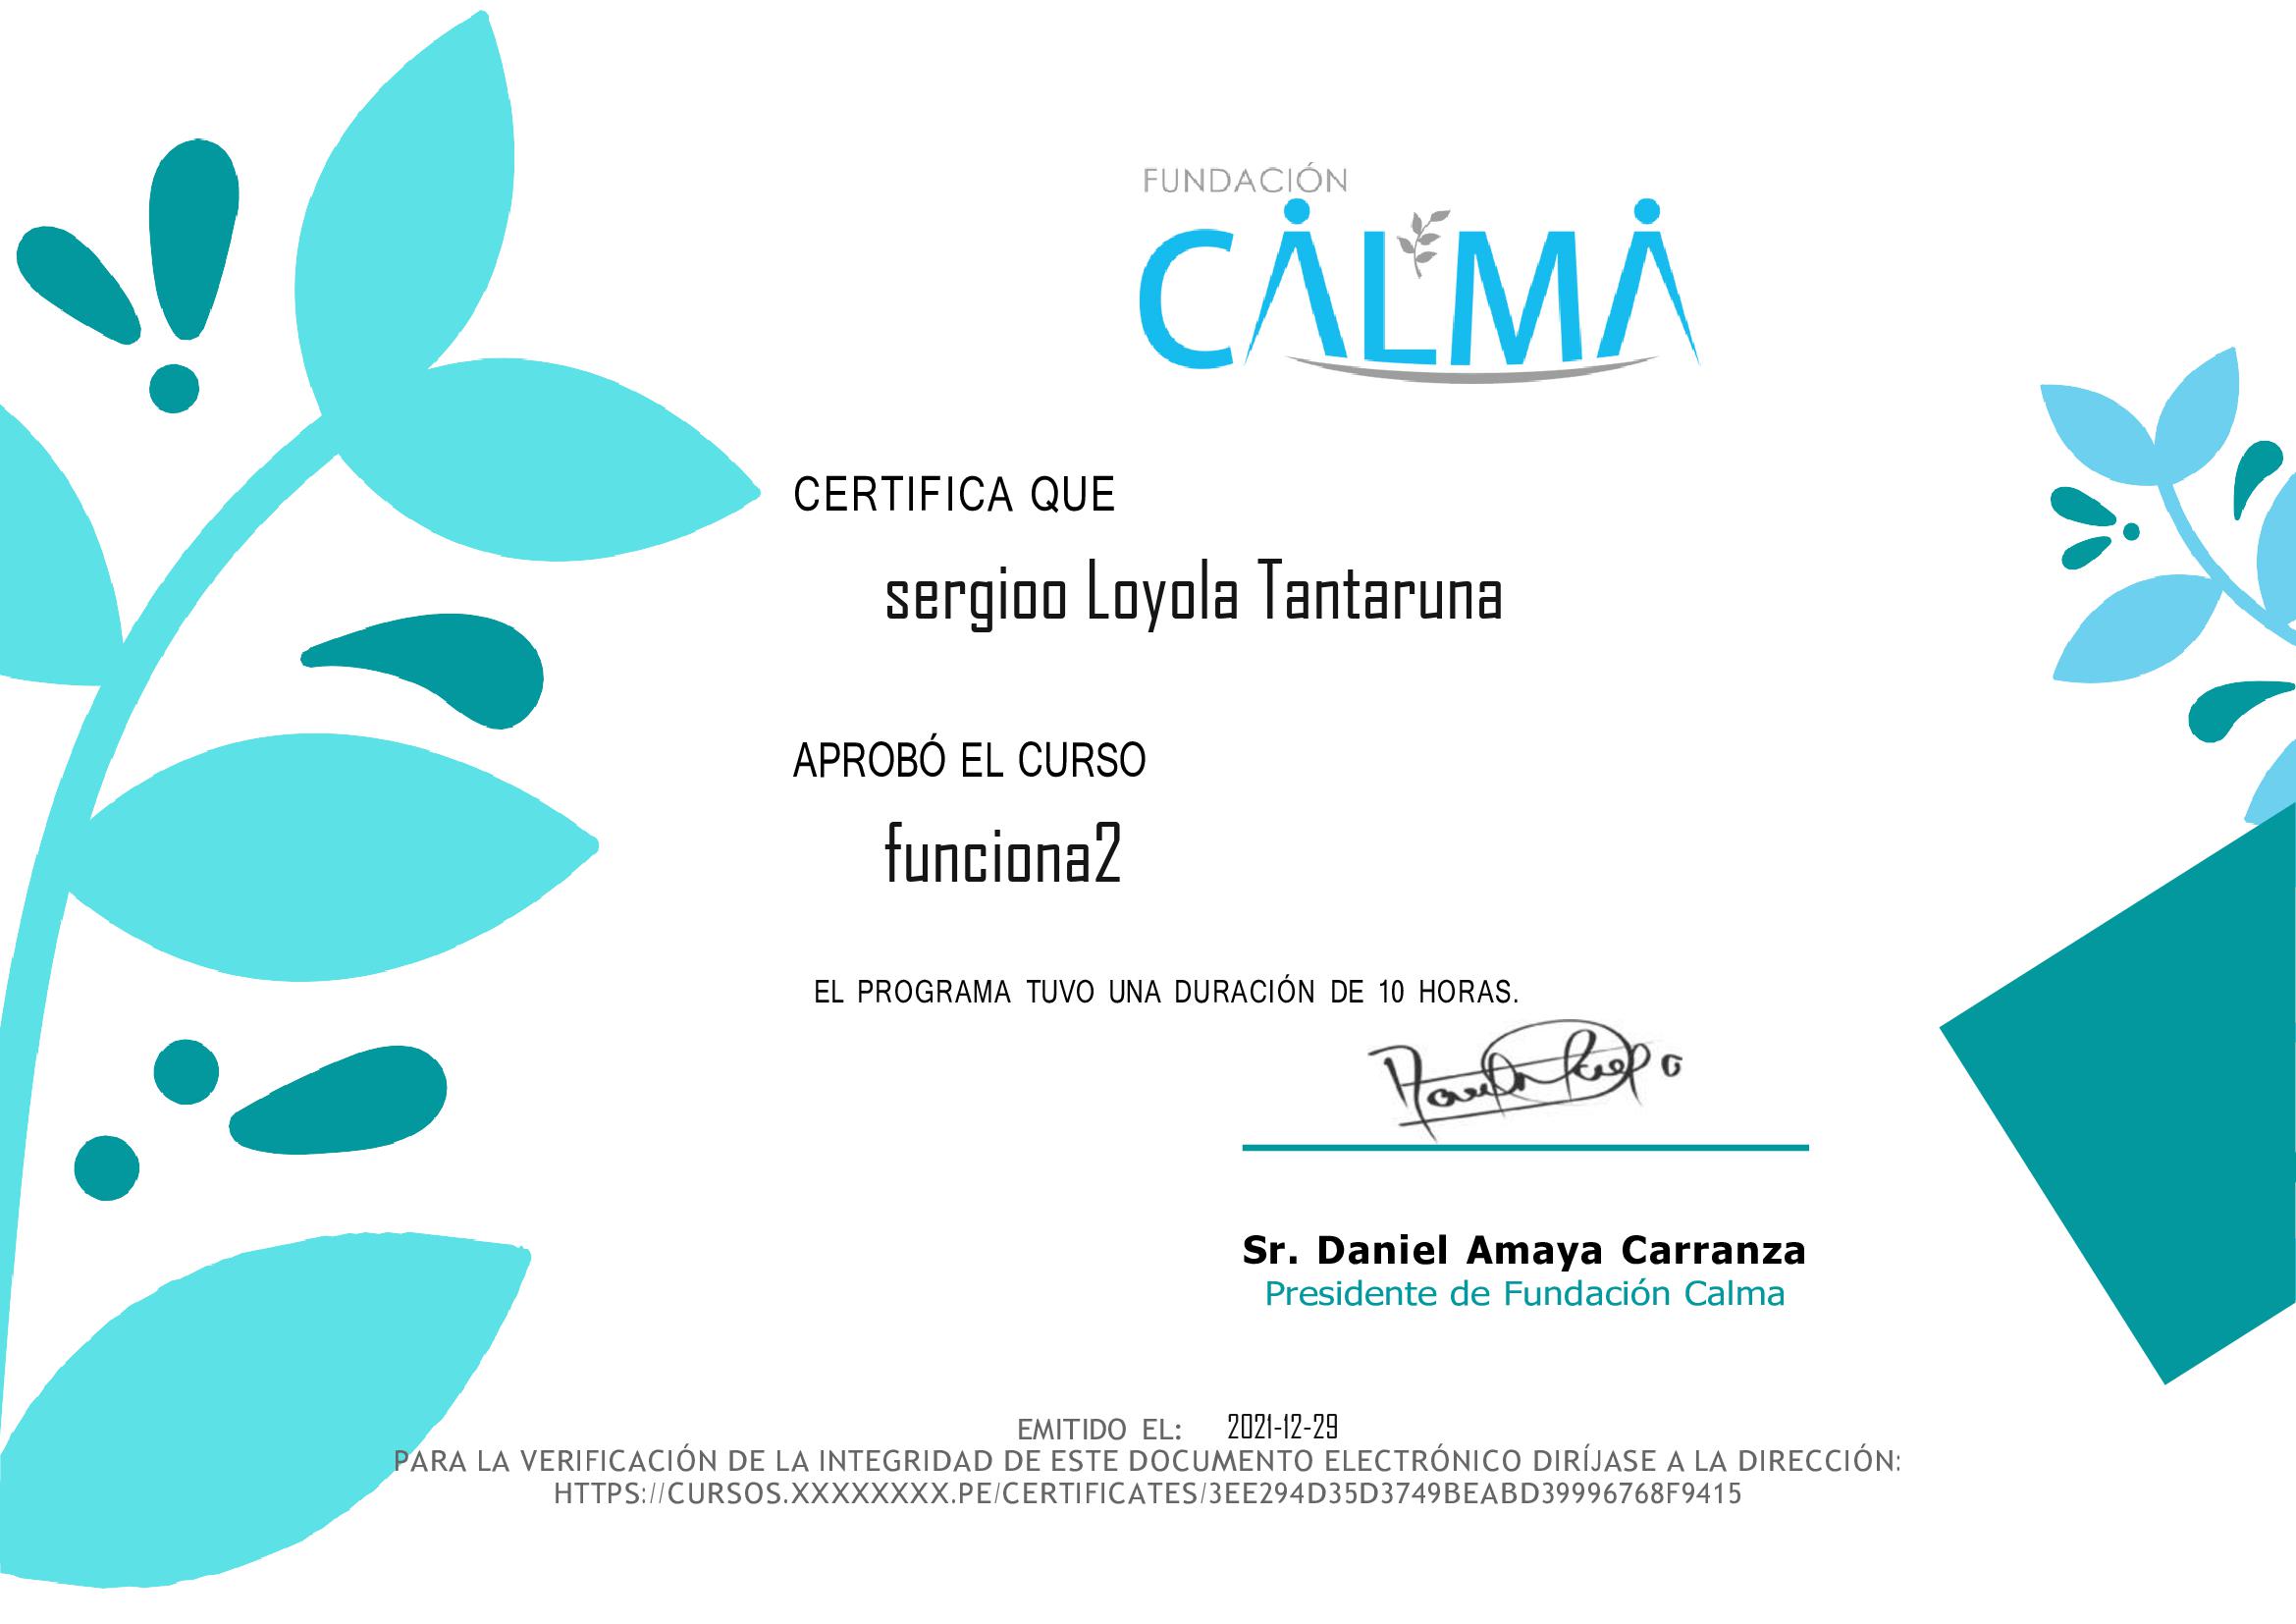 FUNDACIÓN
CALMA
CERTIFICA QUE
sergioo Loyola Tantaruna
APROBÓ EL CURSO
funciona2
EL PROGRAMA TUVO UNA DURACIÓN DE 10 HORAS.
Sr. Daniel Amaya Carranza
Presidente de Fundación Calma
EMITIDO EL: 2021-12-29
PARA LA VERIFICACIÓN DE LA INTEGRIDAD DE ESTE DOCUMENTO ELECTRÓNICO DIRÍJASE A LA DIRECCIÓN:
HTTPS://CURSOS.XXXXXXXX.PE/CERTIFICATES/3EE294D35D3749BEABD39996768F9415